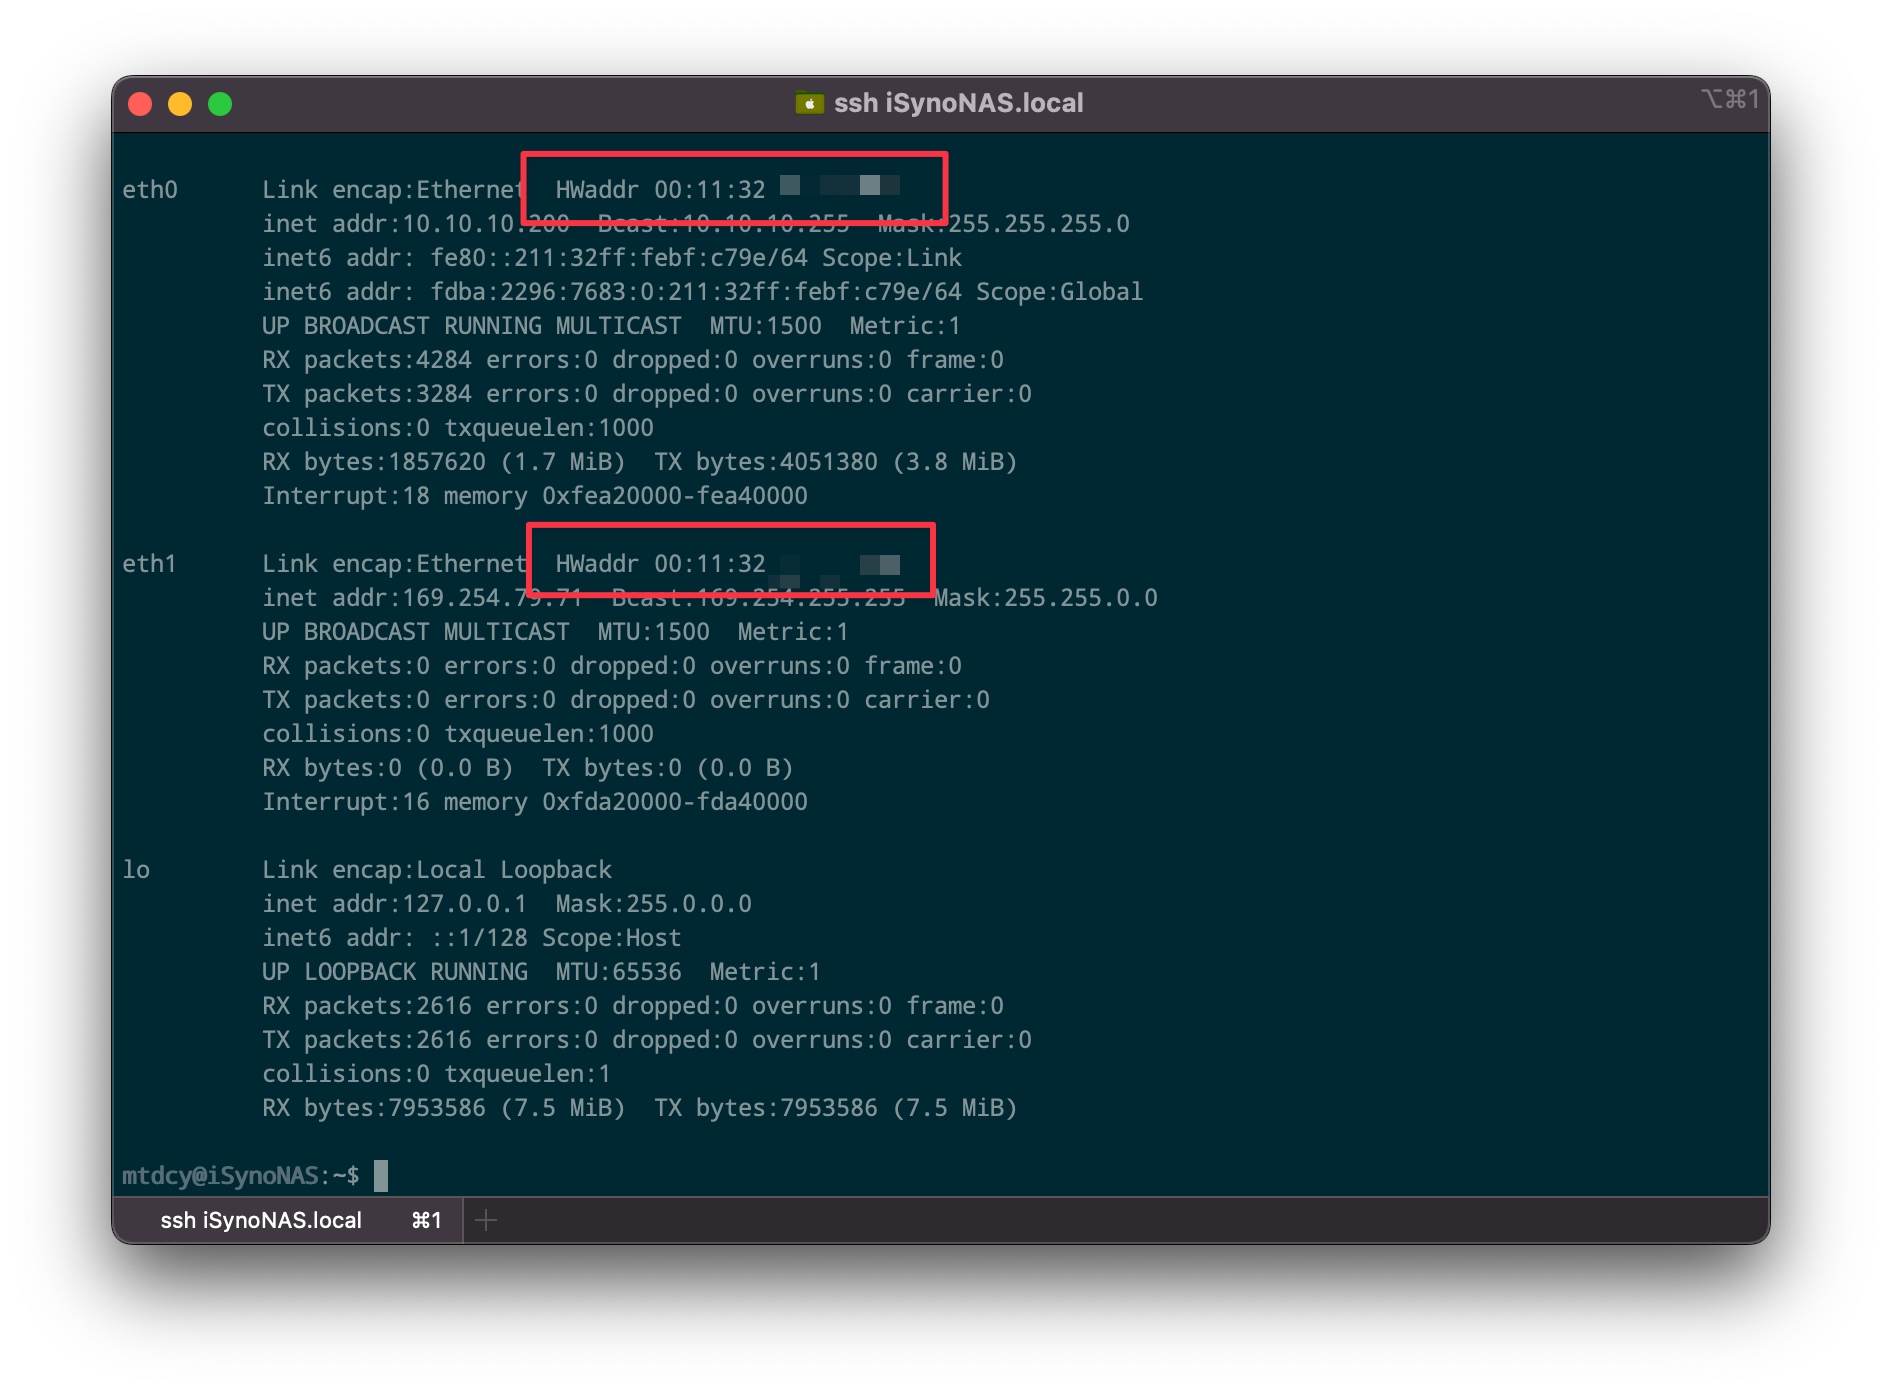 ssh iSynoNAS.local
⌥⌘1
eth0 Link encap:Ethernet HWaddr 00:11:32
inet addr:10.10.10.200 Bcast:10.10.10.255 Mask:255.255.255.0
inet6 addr: fe80::211:32ff:febf:c79e/64 Scope:Link
inet6 addr: fdba:2296:7683:0:211:32ff:febf:c79e/64 Scope:Global
UP BROADCAST RUNNING MULTICAST MTU:1500 Metric:1
RX packets:4284 errors:0 dropped:0 overruns:0 frame:0
TX packets:3284 errors:0 dropped:0 overruns:0 carrier:0
collisions:0 txqueuelen:1000
RX bytes:1857620 (1.7 MiB) TX bytes:4051380 (3.8 MiB)
Interrupt:18 memory 0xfea20000-fea40000
eth1 Link encap:Ethernet HWaddr 00:11:32
inet addr:169.254.79.71 Bcast:169.254.255.255 Mask:255.255.0.0
UP BROADCAST MULTICAST MTU:1500 Metric:1
RX packets:0 errors:0 dropped:0 overruns:0 frame:0
TX packets:0 errors:0 dropped:0 overruns:0 carrier:0
collisions:0 txqueuelen:1000
RX bytes:0 (0.0 B) TX bytes:0 (0.0 B)
Interrupt:16 memory 0xfda20000-fda40000
lo Link encap:Local Loopback
inet addr:127.0.0.1 Mask:255.0.0.0
inet6 addr: ::1/128 Scope:Host
UP LOOPBACK RUNNING MTU:65536 Metric:1
RX packets:2616 errors:0 dropped:0 overruns:0 frame:0
TX packets:2616 errors:0 dropped:0 overruns:0 carrier:0
collisions:0 txqueuelen:1
RX bytes:7953586 (7.5 MiB) TX bytes:7953586 (7.5 MiB)
mtdcy@iSynoNAS:~$
ssh iSynoNAS.local ⌘1